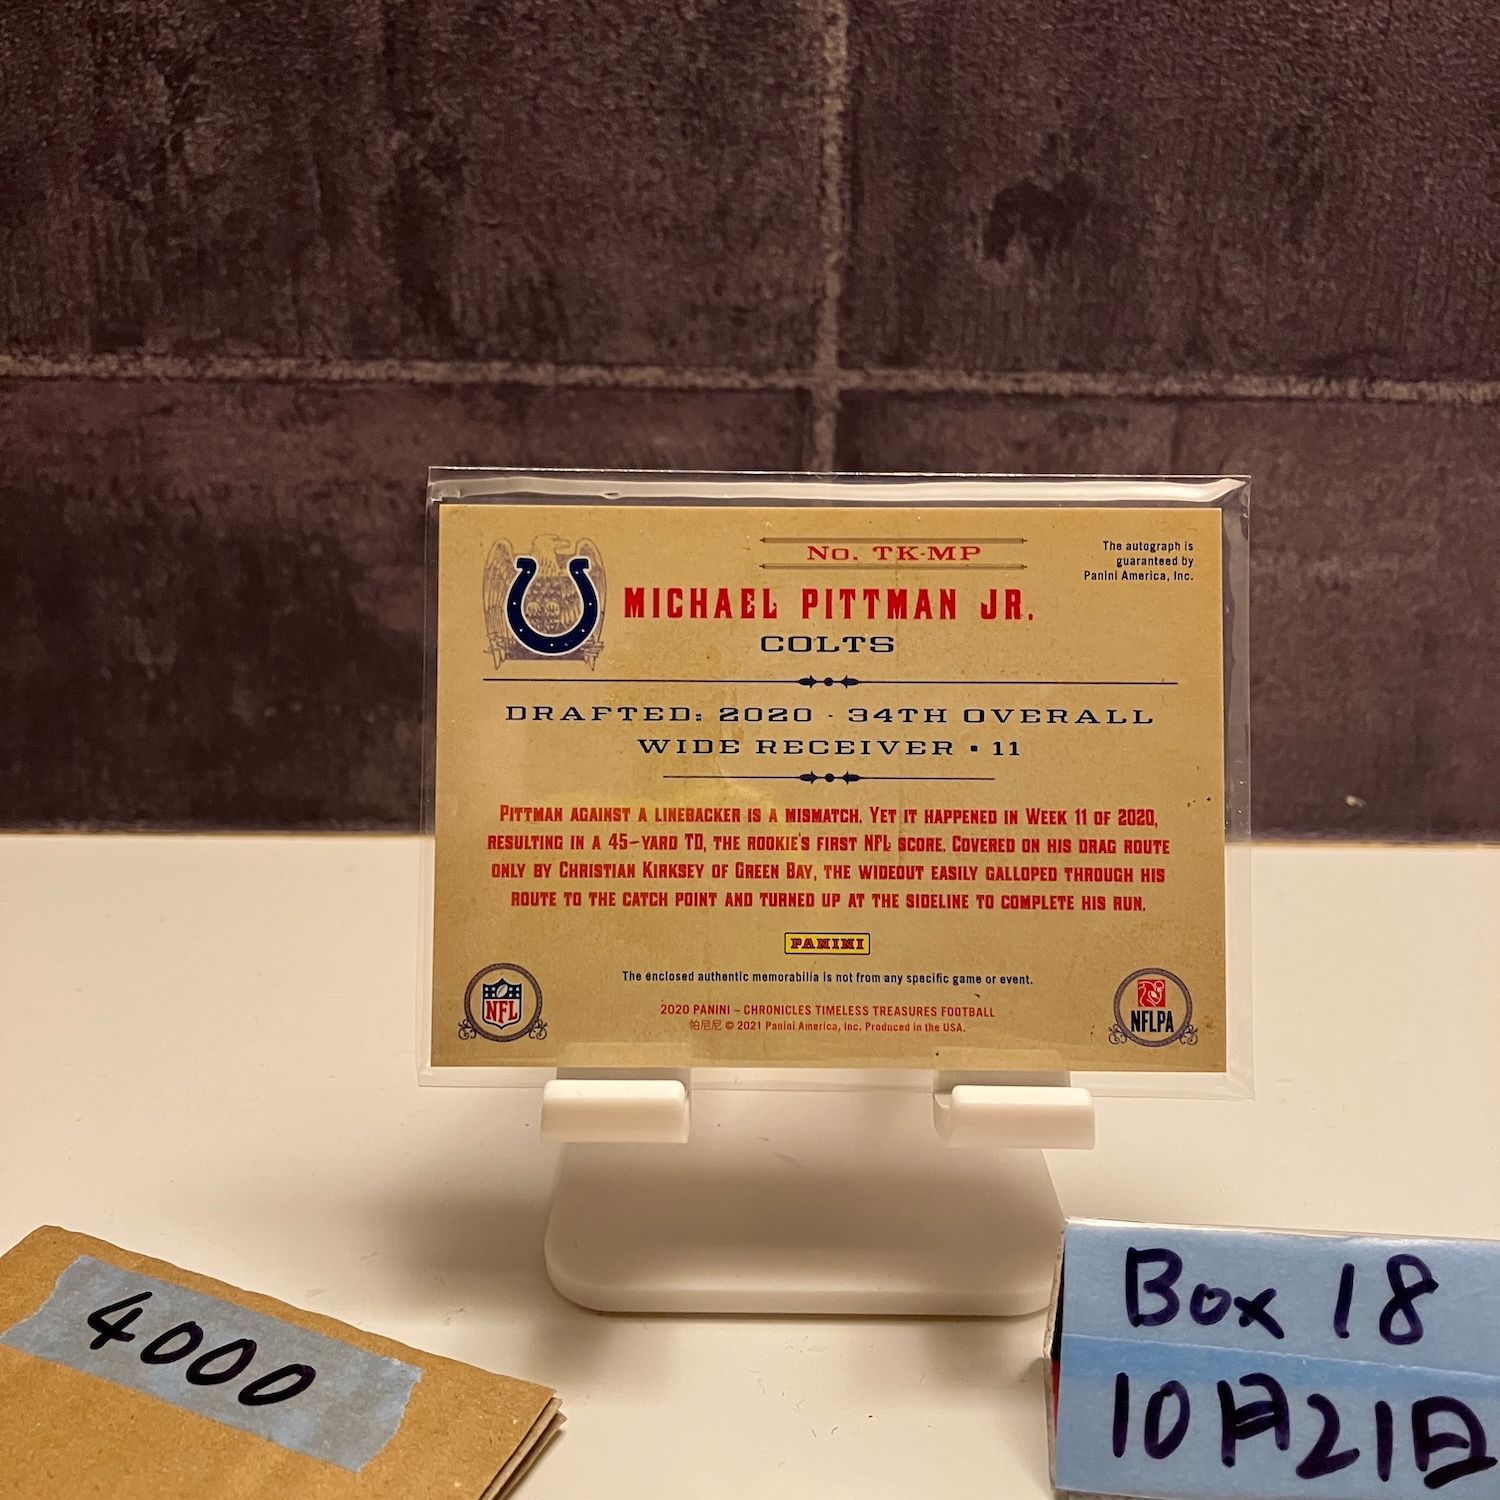 No. TK-MP
The autograph is
guaranteed by
Panini America, Inc.
MICHAEL PITTMAN JR.
COLTS
DRAFTED: 2020 · 34TH OVERALL
WIDE RECEIVER ▪ 11
PITTMAN AGAINST A LINEBACKER IS A MISMATCH. YET IT HAPPENED IN WEEK 11 OF 2020,
RESULTING IN A 45-YARD TD, THE ROOKIE'S FIRST NFL SCORE. COVERED ON HIS DRAG ROUTE
ONLY BY CHRISTIAN KIRKSEY OF GREEN BAY, THE WIDEOUT EASILY GALLOPED THROUGH HIS
ROUTE TO THE CATCH POINT AND TURNED UP AT THE SIDELINE TO COMPLETE HIS RUN.
PANINI
The enclosed authentic memorabilia is not from any specific game or event.
2020 PANINI – CHRONICLES TIMELESS TREASURES FOOTBALL
帕尼尼 © 2021 Panini America, Inc. Produced in the USA.
NFL
NFLPA
4000
Box 18
10月21日